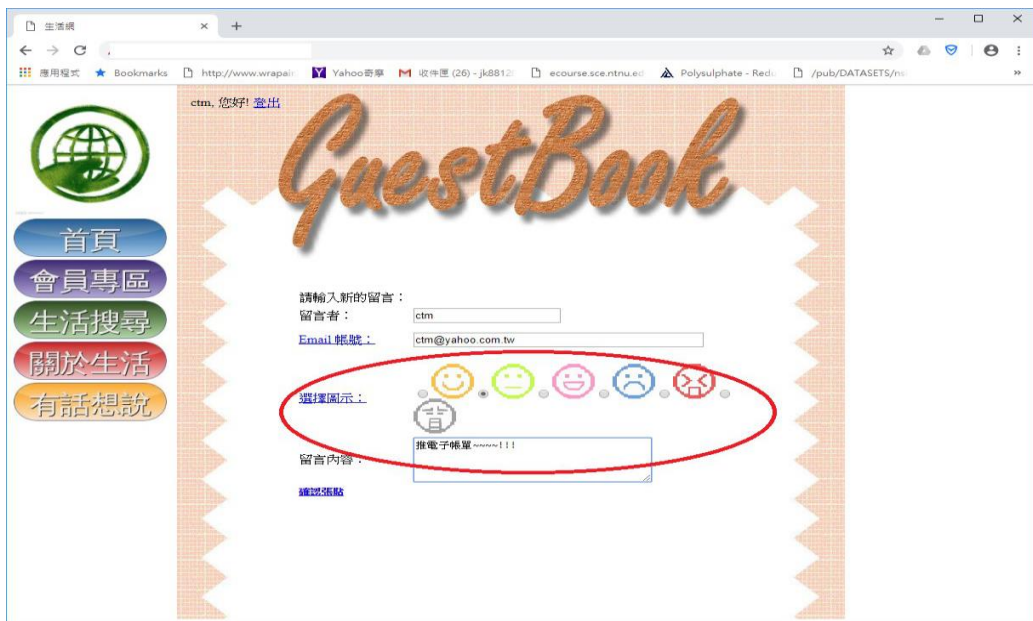 生活網
應用程式 Bookmarks http://www.wrapair Yahoo奇摩 收件匣 (26) - jk8812 ecourse.sce.ntnu.ed Polysulphate - Redu /pub/DATASETS/ns »
ctm, 您好! 登出
GuestBook
首頁
會員專區
生活搜尋
關於生活
有話想說
請輸入新的留言：
留言者： ctm
Email 帳號： ctm@yahoo.com.tw
選擇圖示：
留言內容： 推電子帳單~~~~!!!
確認張貼